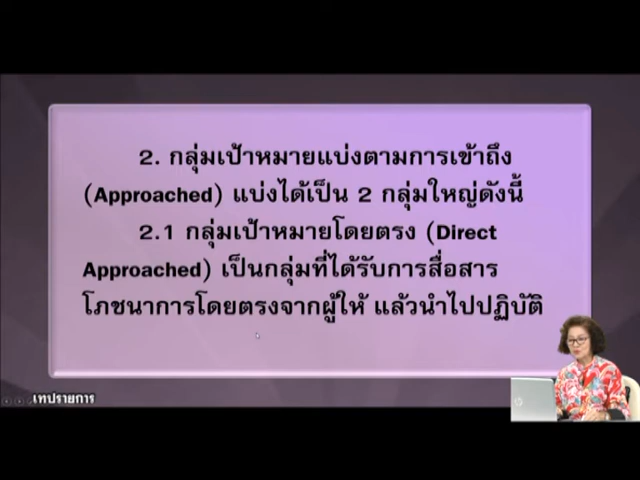 2. กลุ่มเป้าหมายแบ่งตามการเข้าถึง
(Approached) แบ่งได้เป็น 2 กลุ่มใหญ่ดังนี้
2.1 กลุ่มเป้าหมายโดยตรง (Direct
Approached) เป็นกลุ่มที่ได้รับการสื่อสาร
โภชนาการโดยตรงจากผู้ให้ แล้วนำไปปฏิบัติ
เทปรายการ
hp